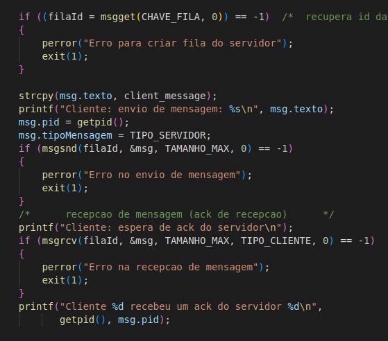 if ((filaId = msgget(CHAVE_FILA, 0)) == -1)  /*  recupera id da
{
    perror("Erro para criar fila do servidor");
    exit(1);
}
strcpy(msg.texto, client_message);
printf("Cliente: envio de mensagem: %s\n", msg.texto);
msg.pid = getpid();
msg.tipoMensagem = TIPO_SERVIDOR;
if (msgsnd(filaId, &msg, TAMANHO_MAX, 0) == -1)
{
    perror("Erro no envio de mensagem");
    exit(1);
}
/*      recepcao de mensagem (ack de recepcao)      */
printf("Cliente: espera de ack do servidor\n");
if (msgrcv(filaId, &msg, TAMANHO_MAX, TIPO_CLIENTE, 0) == -1)
{
    perror("Erro na recepcao de mensagem");
    exit(1);
}
printf("Cliente %d recebeu um ack do servidor %d\n",
       getpid(), msg.pid);